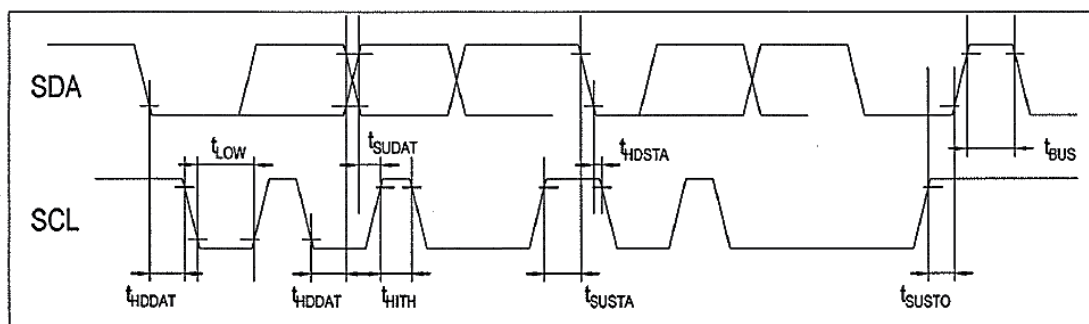 SDA
t_SUDAT
t_LOW
t_HDSTA
t_BUS
SCL
t_HDDAT
t_HDDAT
t_HITH
t_SUSTA
t_SUSTO